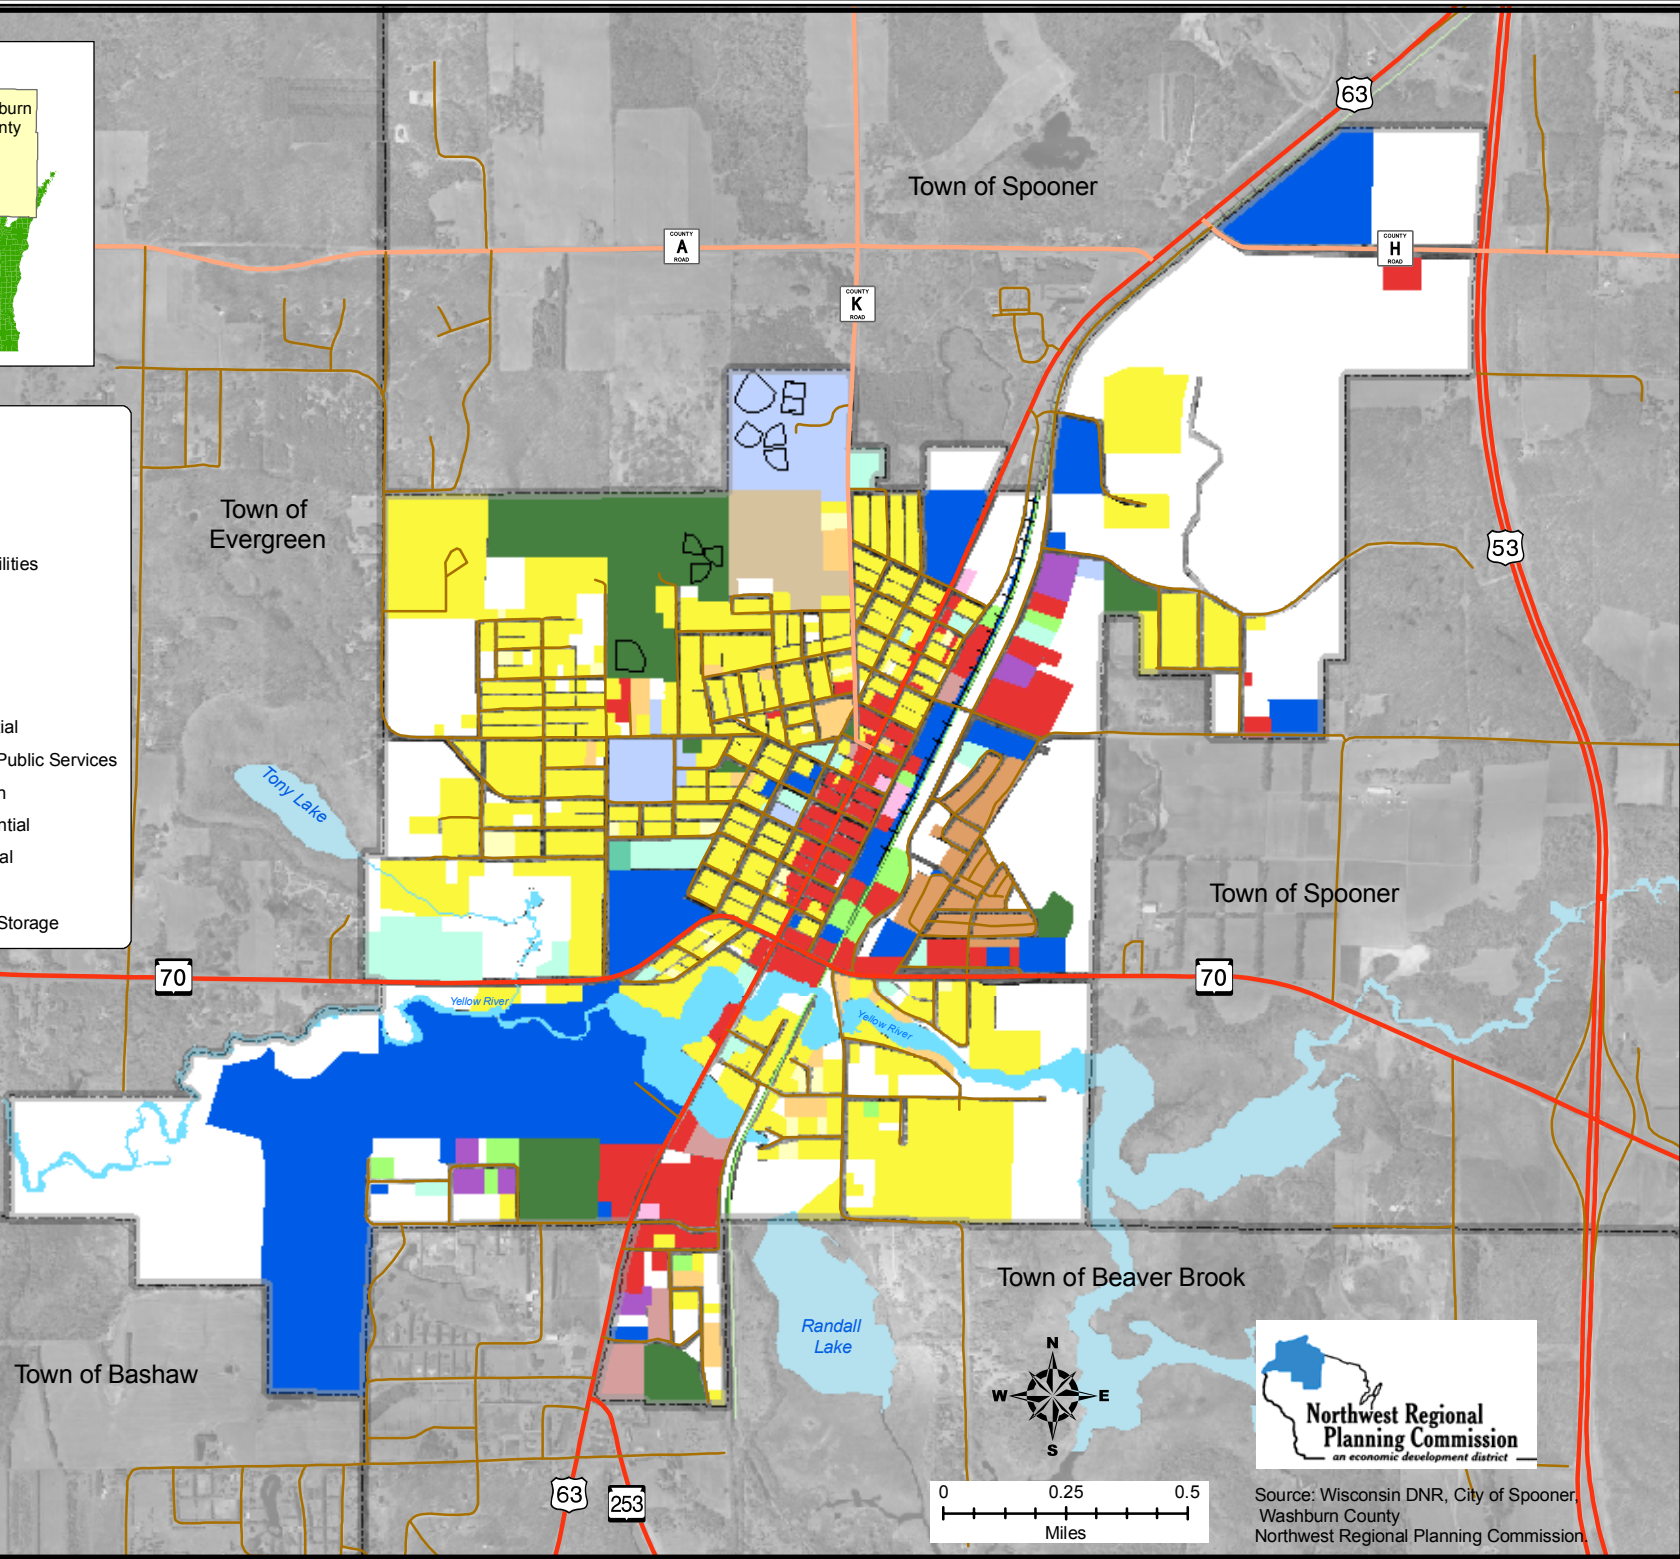 burn
nty
63
Town of Spooner
COUNTY
A
ROAD
COUNTY
H
ROAD
COUNTY
K
ROAD
Town of
Evergreen
53
ilities
ial
Public Services
n
ntial
al
Storage
Tony Lake
Town of Spooner
70
70
Yellow River
Yellow River
Town of Beaver Brook
Randall
Lake
Town of Bashaw
N
W
E
S
Northwest Regional
Planning Commission
an economic development district
63
253
0 0.25 0.5
Miles
Source: Wisconsin DNR, City of Spooner,
Washburn County
Northwest Regional Planning Commission.